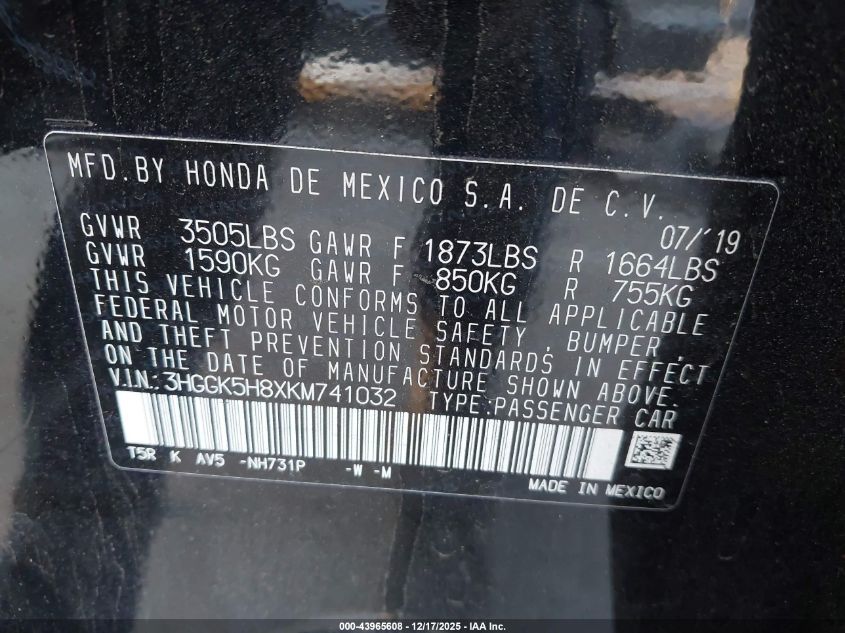 MFD.BY HONDA DE MEXICO S.A. DE C.V.
07/'19
GVWR 3505LBS GAWR F 1873LBS R 1664LBS
GVWR 1590KG GAWR F 850KG R 755KG
THIS VEHICLE CONFORMS TO ALL APPLICABLE
FEDERAL MOTOR VEHICLE SAFETY, BUMPER,
AND THEFT PREVENTION STANDARDS IN EFFECT
ON THE DATE OF MANUFACTURE SHOWN ABOVE.
V.I.N.:3HGGK5H8XKM741032 TYPE:PASSENGER CAR
T5R K AV5 -NH731P -W -M
MADE IN MEXICO
000-43965608 - 12/17/2025 - IAA Inc.